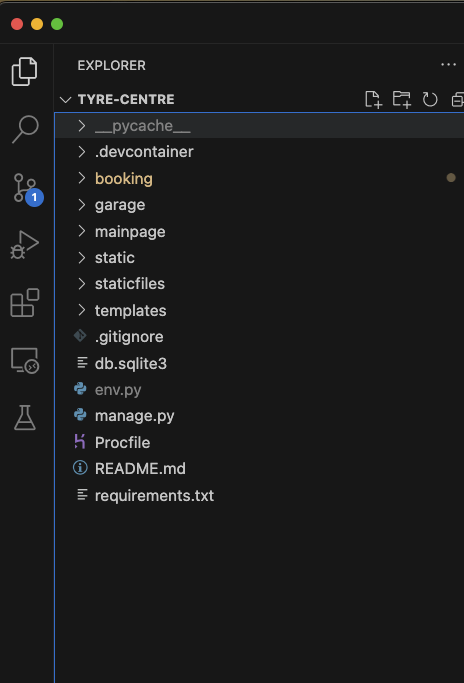 EXPLORER
TYRE-CENTRE
__pycache__
.devcontainer
booking
garage
1
mainpage
static
staticfiles
templates
.gitignore
db.sqlite3
env.py
manage.py
Procfile
README.md
requirements.txt